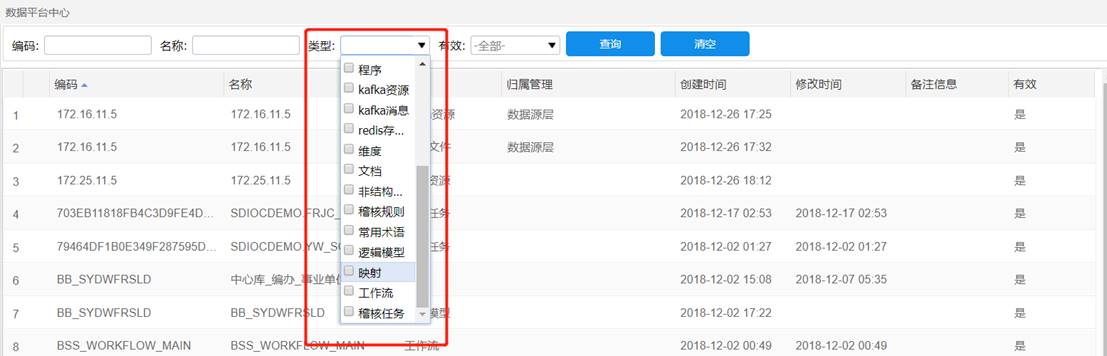 数据平台中心
编码: 名称: 类型: 有效: -全部- 查询 清空
编码 名称 归属管理 创建时间 修改时间 备注信息 有效
程序
kafka资源
kafka消息
redis存...
维度
文档
非结构...
稽核规则
常用术语
逻辑模型
映射
工作流
稽核任务
1 172.16.11.5 172.16.11.5 资源 数据源层 2018-12-26 17:25 是
2 172.16.11.5 172.16.11.5 文件 数据源层 2018-12-26 17:32 是
3 172.25.11.5 172.25.11.5 资源 2018-12-26 18:12 是
4 703EB11818FB4C3D9FE4D... SDIOCDEMO.FRJC_ 任务 2018-12-17 02:53 2018-12-17 02:53 是
5 79464DF1B0E349F287595D... SDIOCDEMO.YW_SC 任务 2018-12-02 01:27 2018-12-02 01:27 是
6 BB_SYDWFRSLD 中心库_编办_事业单位 2018-12-02 15:08 2018-12-07 05:35 是
7 BB_SYDWFRSLD BB_SYDWFRSLD 模型 2018-12-02 17:22 是
8 BSS_WORKFLOW_MAIN BSS_WORKFLOW_MAIN 工作流 2018-12-02 00:49 2018-12-02 00:49 是